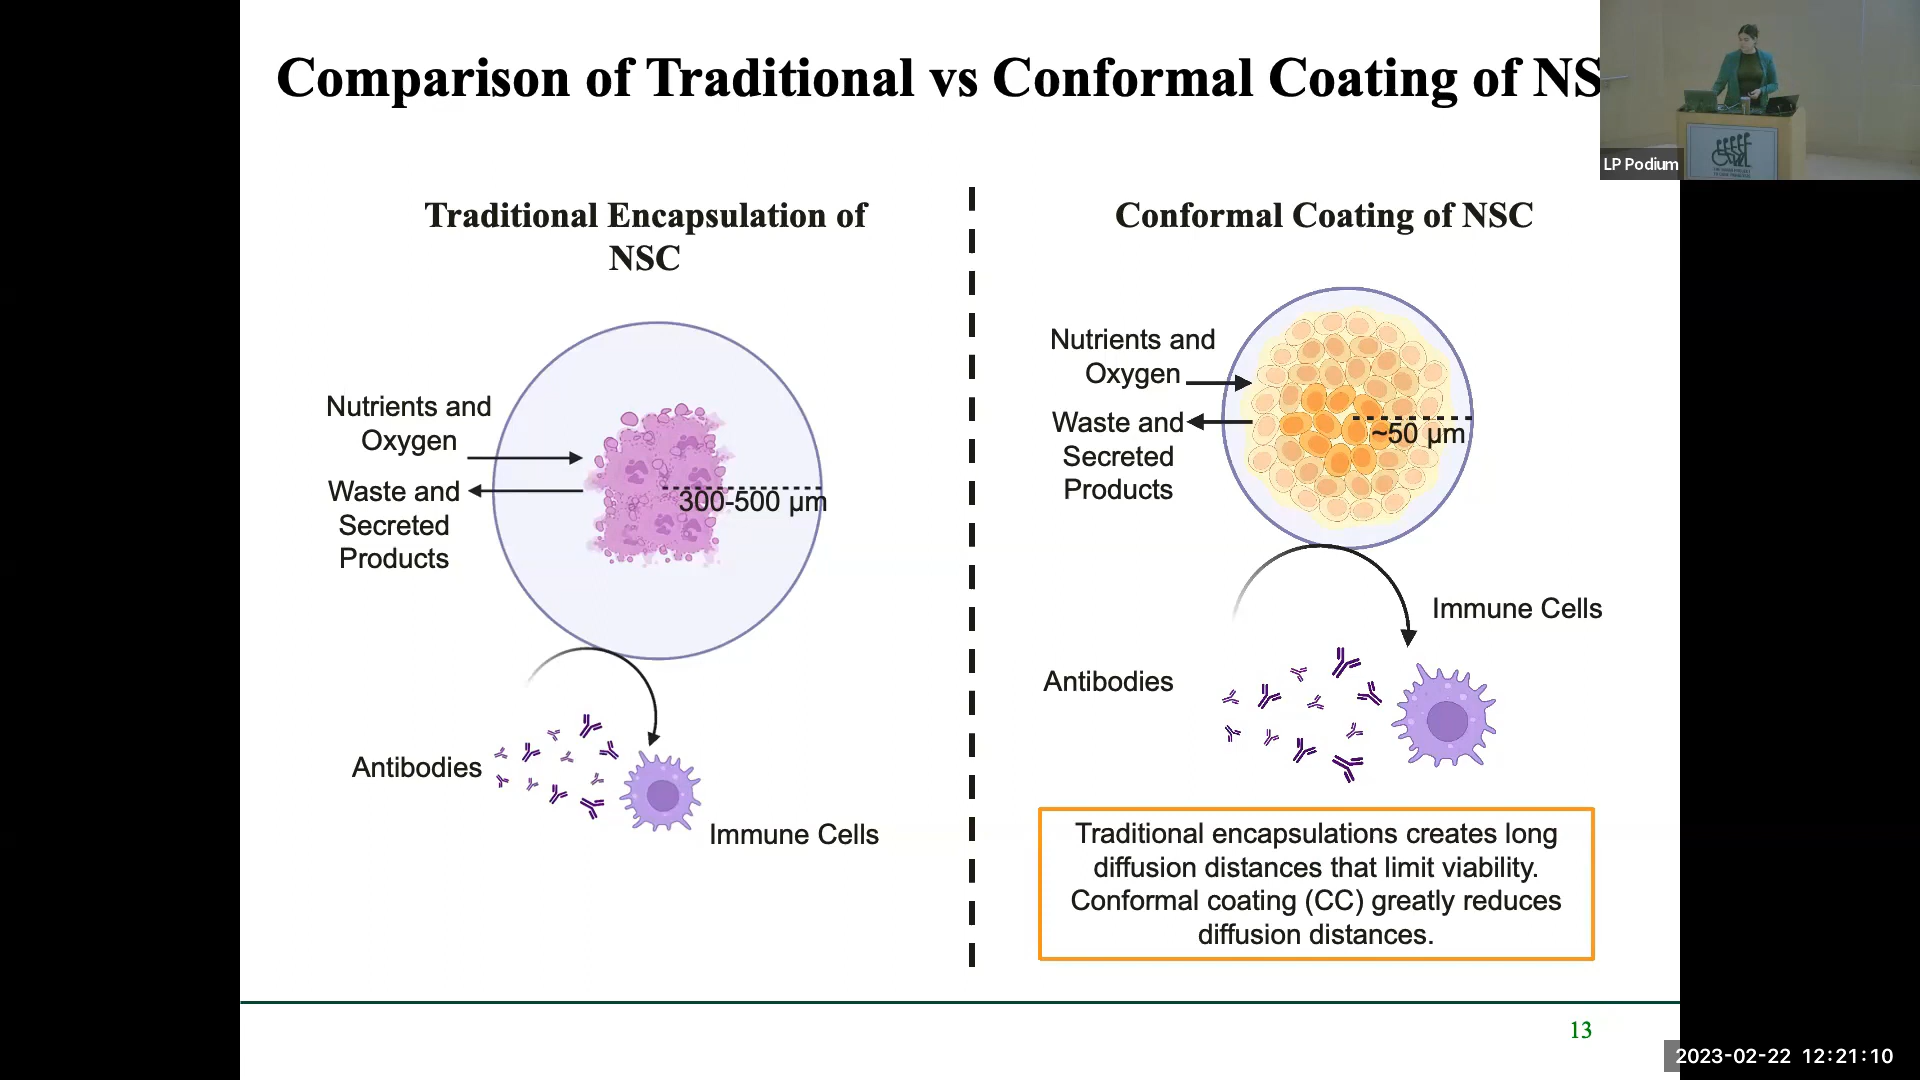 Comparison of Traditional vs Conformal Coating of NS
LP Podium
Traditional Encapsulation of
NSC
Nutrients and
Oxygen
Waste and
Secreted
Products
300-500 µm
Antibodies
Immune Cells
Conformal Coating of NSC
Nutrients and
Oxygen
Waste and
Secreted
Products
~50 µm
Immune Cells
Antibodies
Traditional encapsulations creates long
diffusion distances that limit viability.
Conformal coating (CC) greatly reduces
diffusion distances.
13
2023-02-22 12:21:10